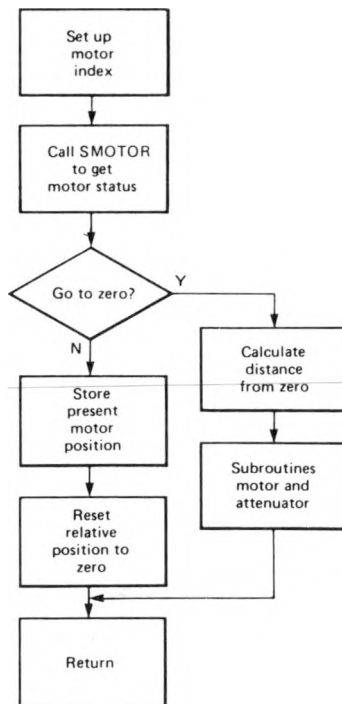 Set up
motor
index
Call SMOTOR
to get
motor status
Go to zero?
Y
N
Calculate
distance
from zero
Store
present
motor
position
Subroutines
motor and
attenuator
Reset
relative
position to
zero
Return